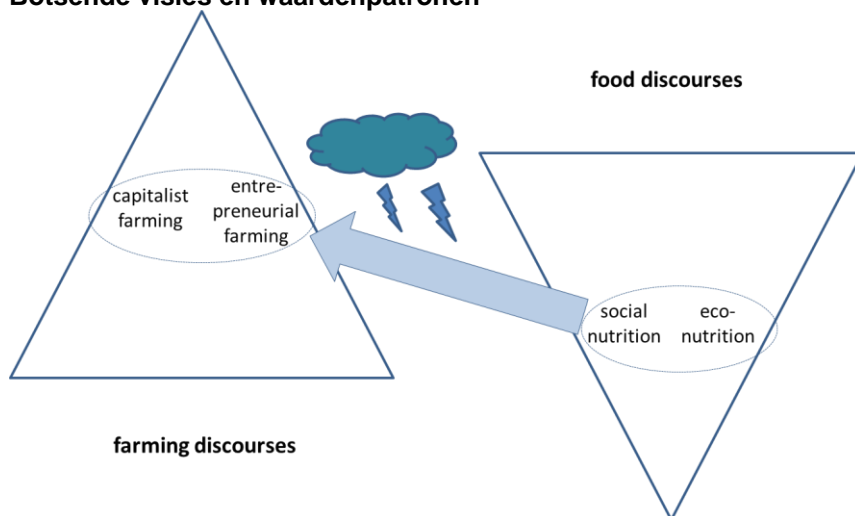 Botsende visies en waardenpatronen
food discourses
capitalist
farming
entre-
preneurial
farming
social
nutrition
eco-
nutrition
farming discourses